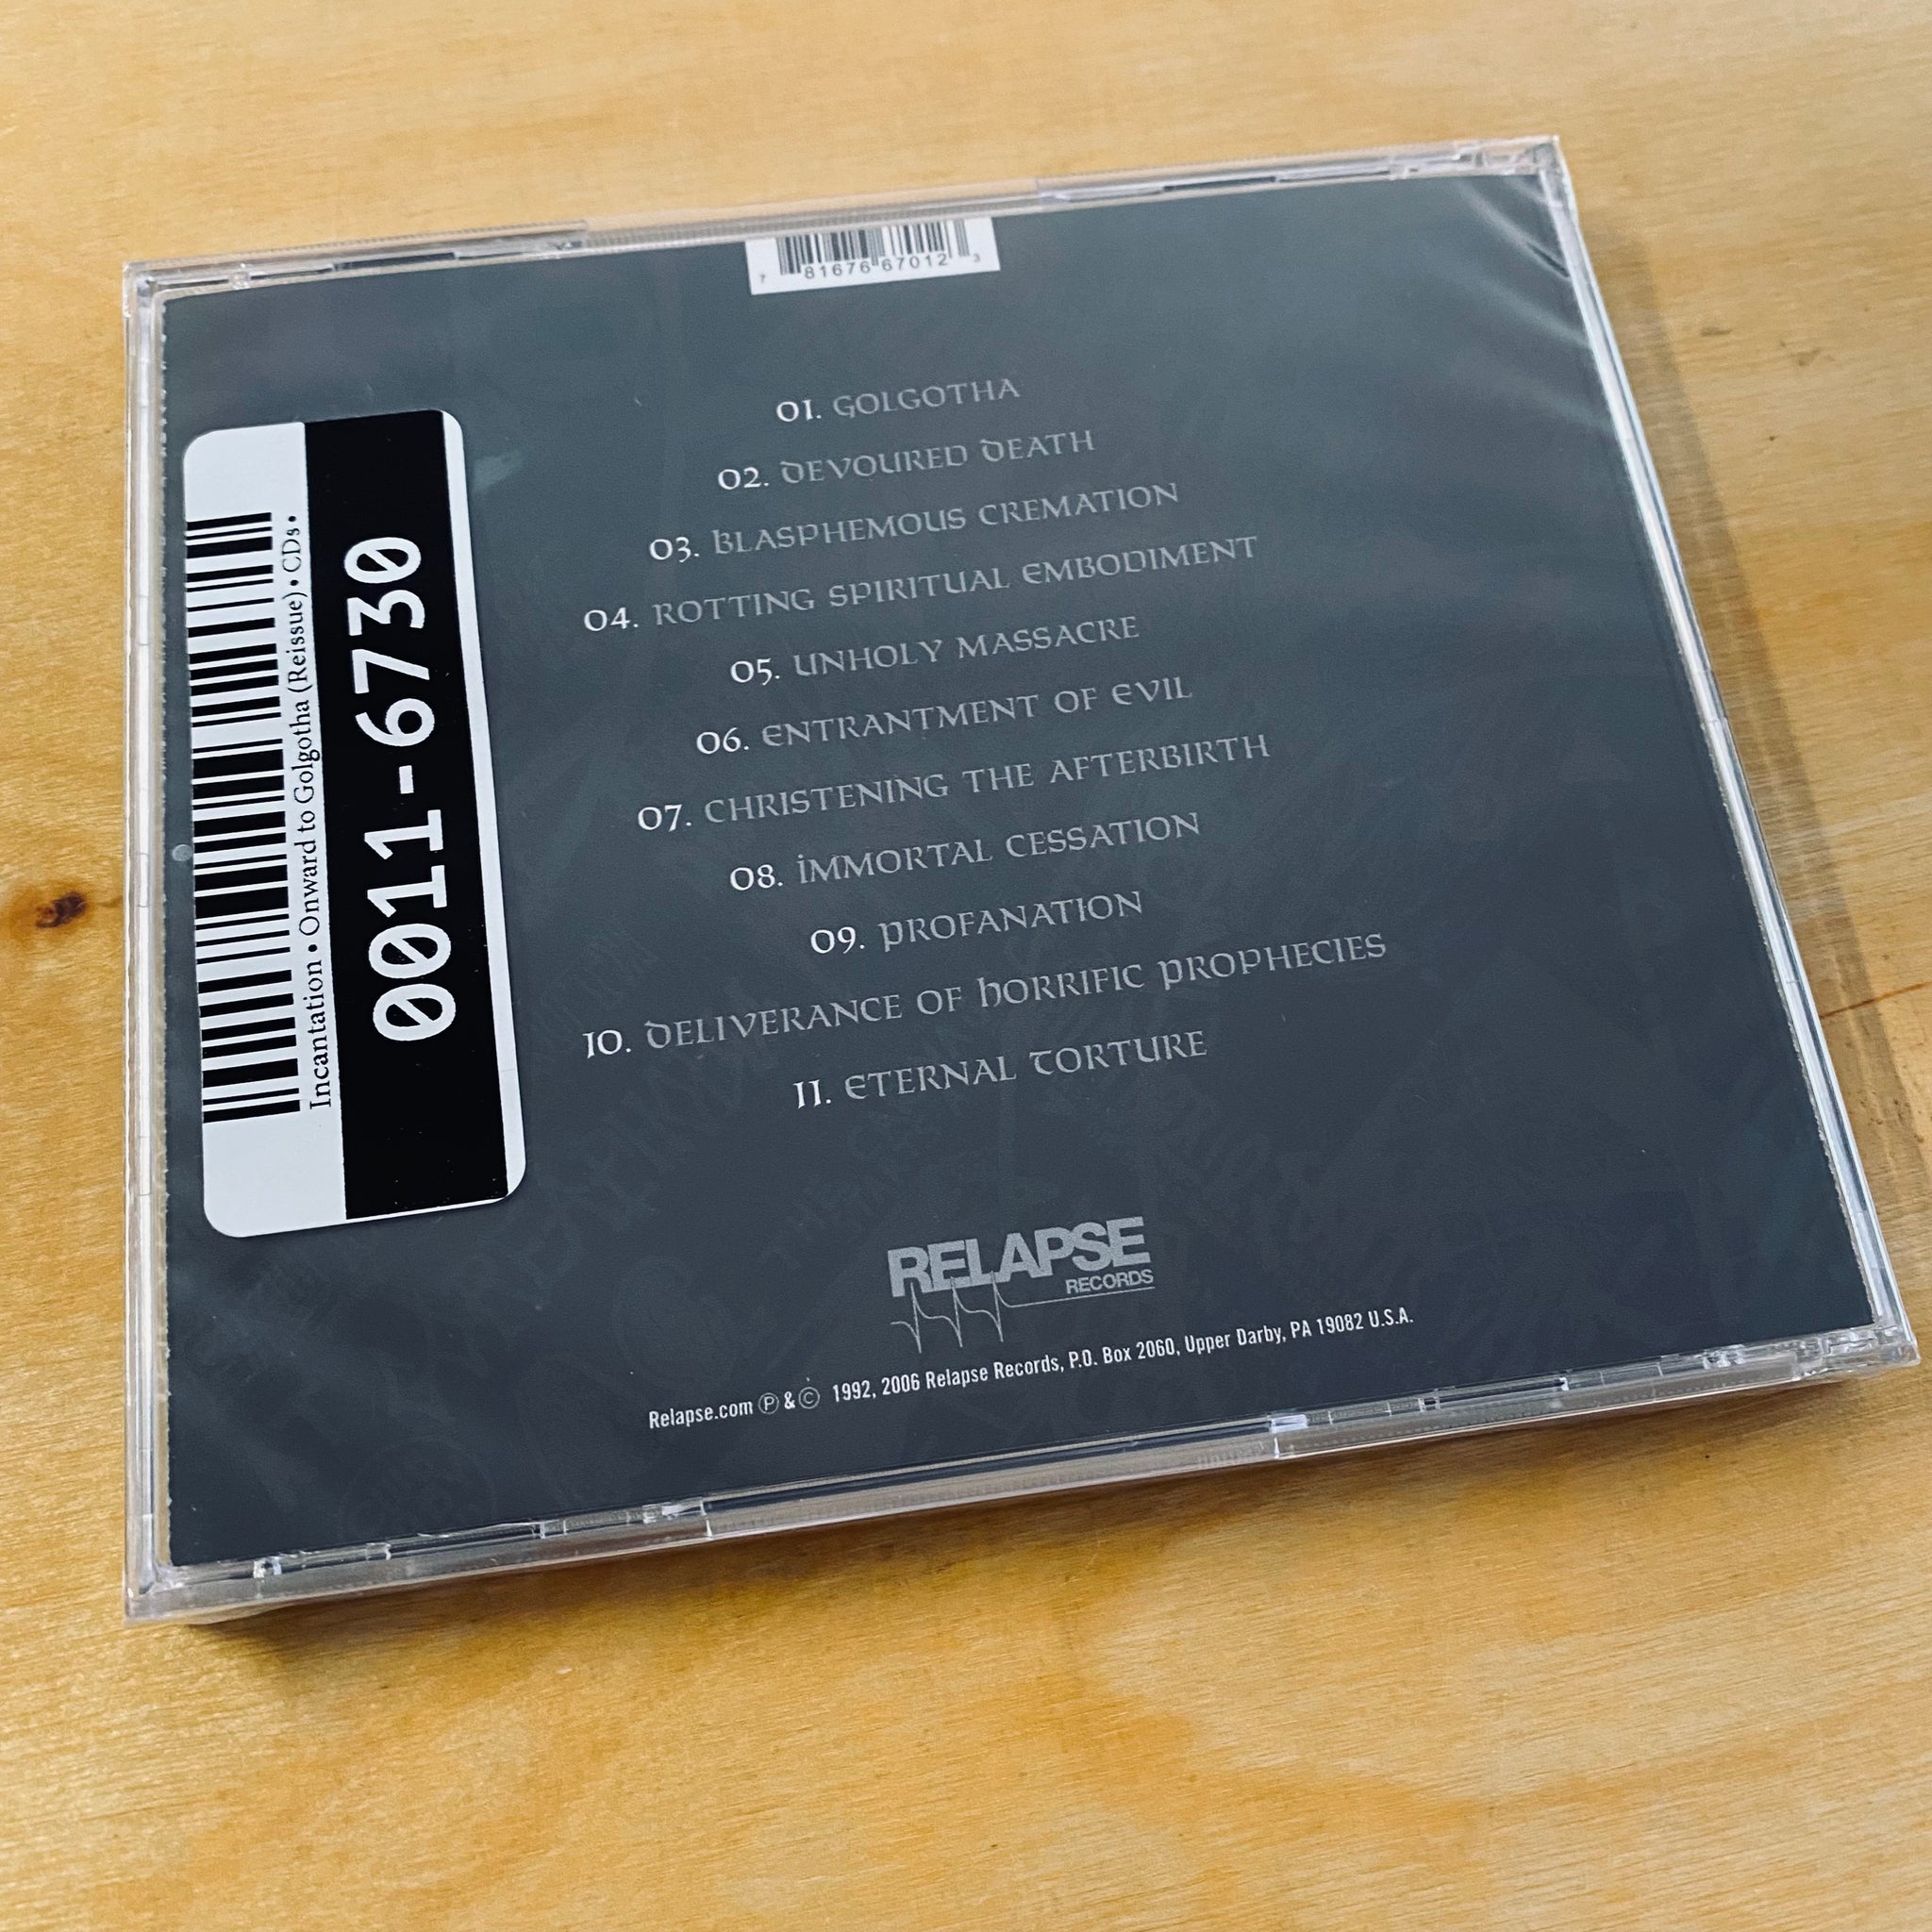 7 81676 67012 3
01. GOLGOTHA
02. DEVOURED DEATH
03. BLASPHEMOUS CREMATION
04. ROTTING SPIRITUAL EMBODIMENT
05. UNHOLY MASSACRE
06. ENTRANTMENT OF EVIL
07. CHRISTENING THE AFTERBIRTH
08. IMMORTAL CESSATION
09. PROFANATION
10. DELIVERANCE OF HORRIFIC PROPHECIES
11. ETERNAL TORTURE
Incantation • Onward to Golgotha (Reissue) • CDs •
0011-6730
RELAPSE
RECORDS
Relapse.com ℗ & © 1992, 2006 Relapse Records, P.O. Box 2060, Upper Darby, PA 19082 U.S.A.